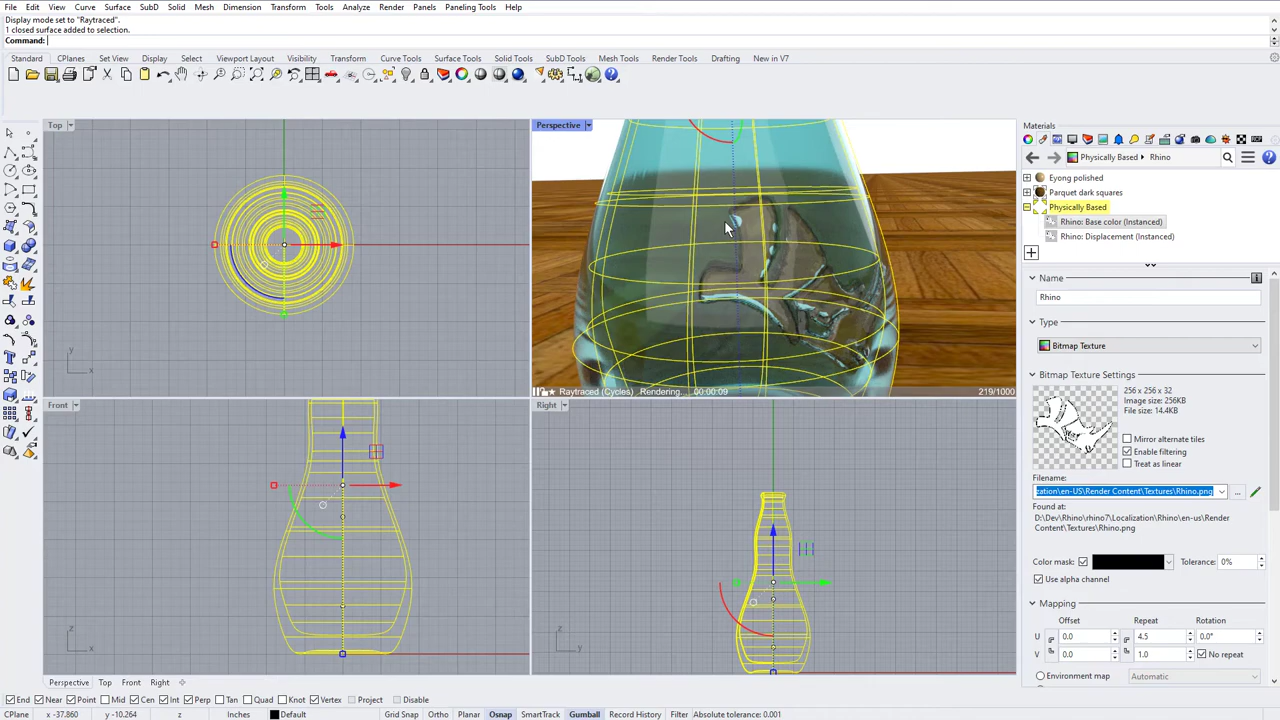 File Edit View Curve Surface SubD Solid Mesh Dimension Transform Tools Analyze Render Panels Paneling Tools Help
Display mode set to "Raytraced".
1 closed surface added to selection.
Command:
Standard CPlanes Set View Display Select Viewport Layout Visibility Transform Curve Tools Surface Tools Solid Tools SubD Tools Mesh Tools Render Tools Drafting New in V7
Top
y
x
Perspective
Raytraced (Cycles) Rendering... 00:00:09 219/1000
Front
z
x
Right
z
y
Materials
Physically Based Rhino
Eyong polished
Parquet dark squares
Physically Based
Rhino: Base color (Instanced)
Rhino: Displacement (Instanced)
Name
Rhino
Type
Bitmap Texture
Bitmap Texture Settings
256 x 256 x 32
Image size: 256KB
File size: 14.4KB
Mirror alternate tiles
Enable filtering
Treat as linear
Filename:
zation\en-US\Render Content\Textures\Rhino.png
...
Found at:
D:\Dev\Rhino\rhino7\Localization\Rhino\en-us\Render
Content\Textures\Rhino.png
Color mask: Tolerance: 0%
Use alpha channel
Mapping
Offset Repeat Rotation
U 0.0 4.5 0.0°
V 0.0 1.0 No repeat
Environment map Automatic
Perspective Top Front Right
End Near Point Mid Cen Int Perp Tan Quad Knot Vertex Project Disable
CPlane x -37.860 y -10.264 z Inches Default Grid Snap Ortho Planar Osnap SmartTrack Gumball Record History Filter Absolute tolerance: 0.001